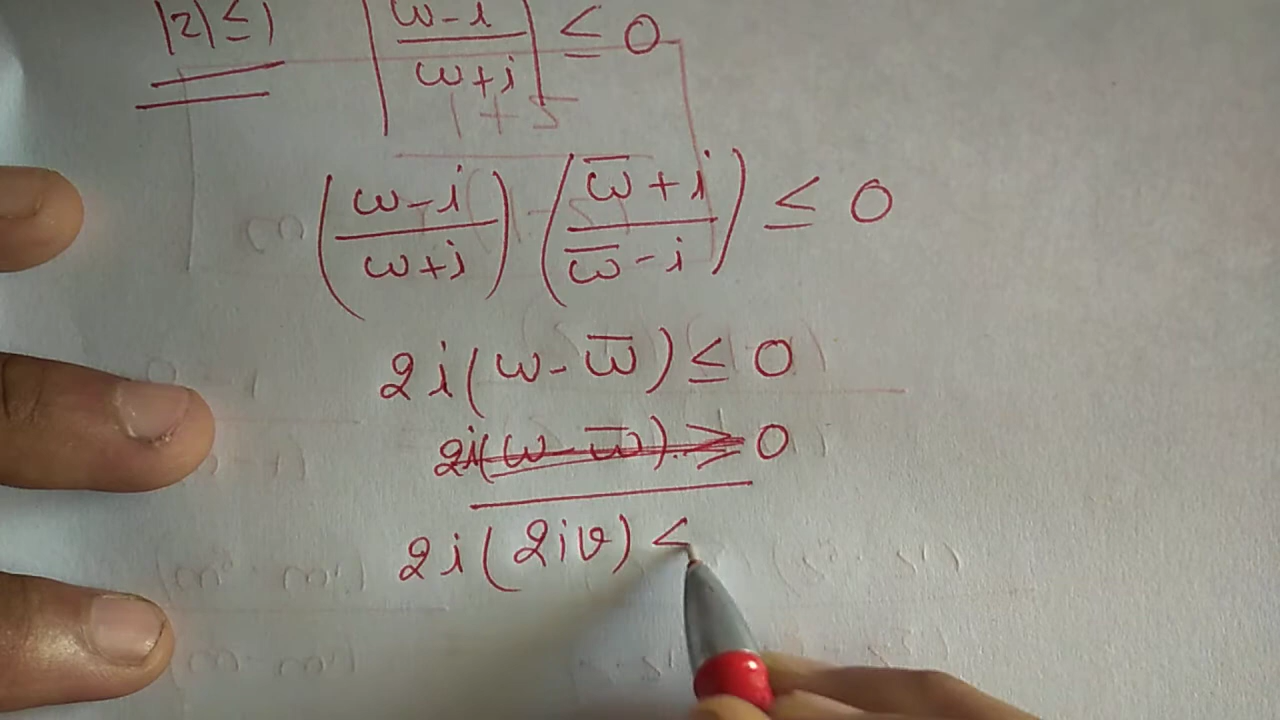 |z| ≤ 1 |ω-i / ω+i| ≤ 0
(ω-i / ω+i) (ω̅+i / ω̅-i) ≤ 0
2i(ω-ω̅) ≤ 0
2i(ω-ω̅) ≥ 0
2i(2iv) <